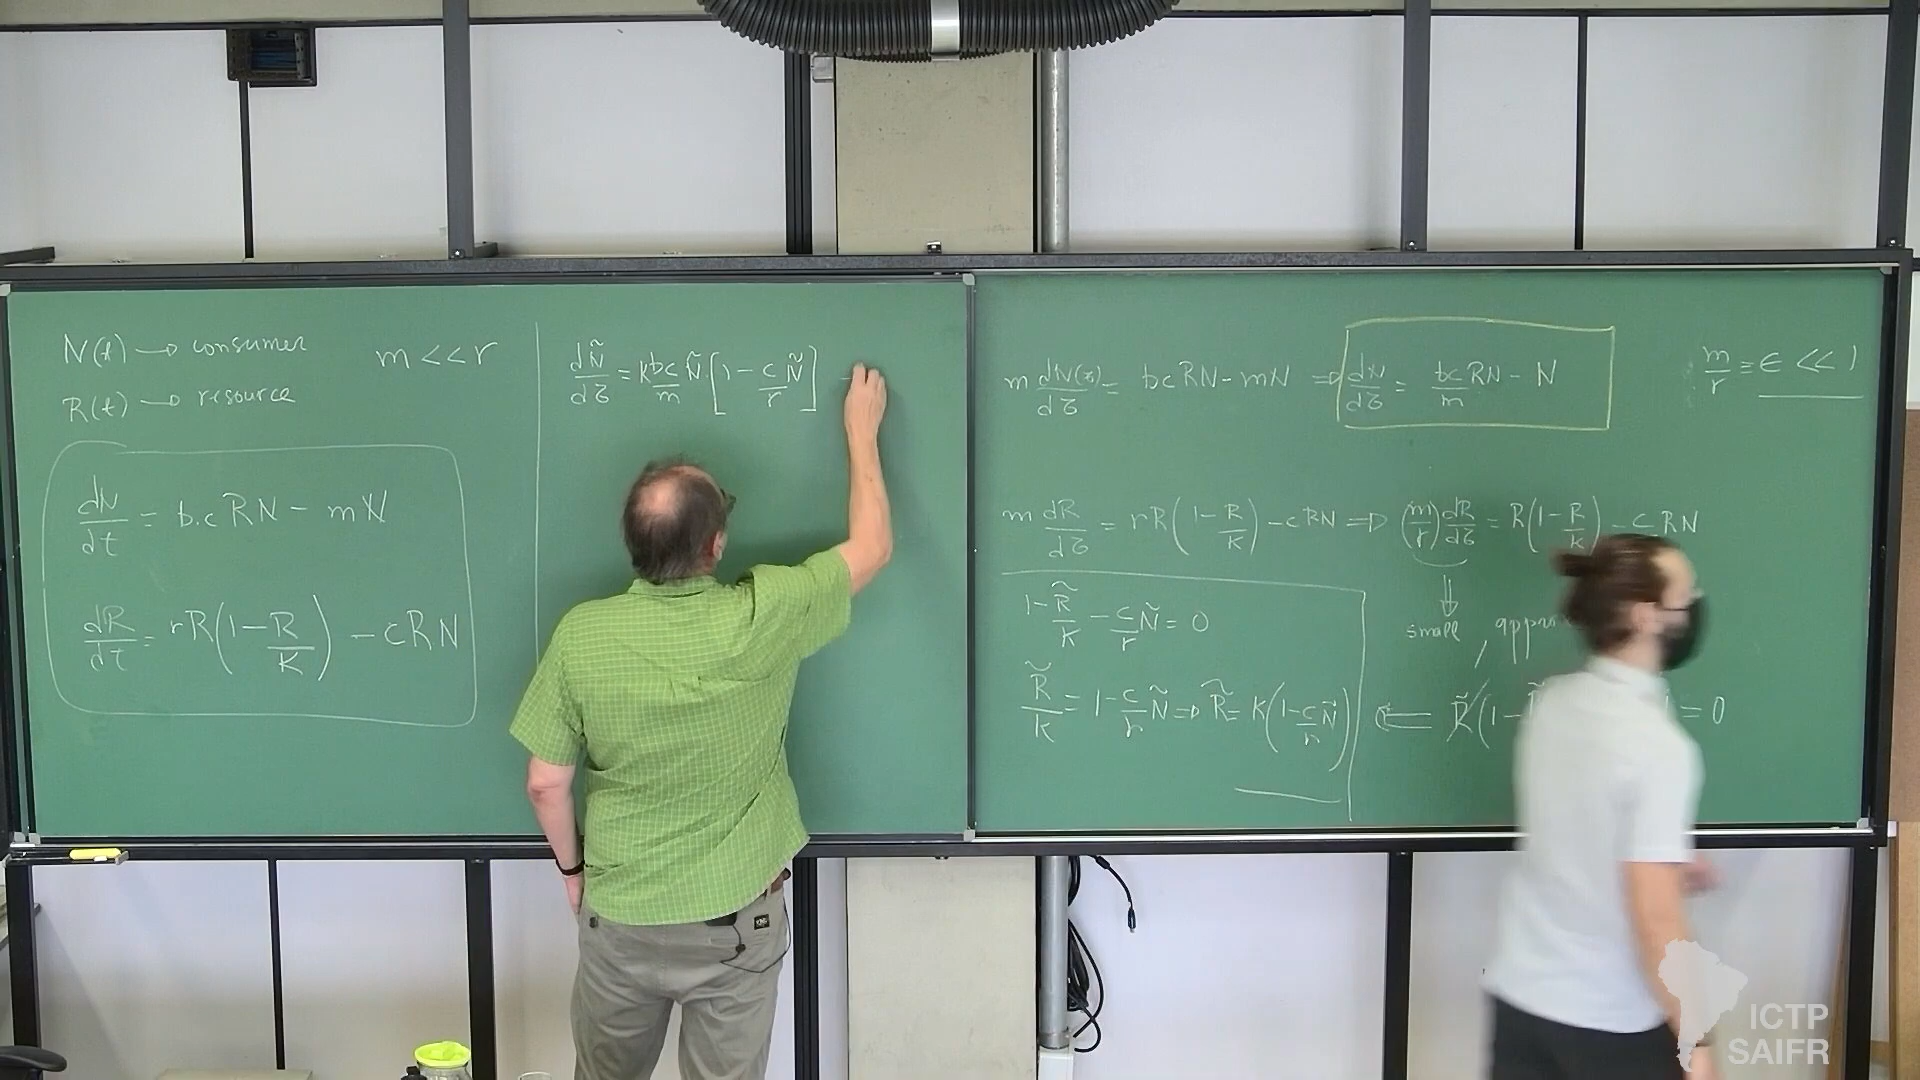 N(t) → consumer
m << r
R(t) → resource
dN/dt = b.c RN - mN
dR/dt = rR(1 - R/K) - cRN
dÑ/dτ = K bc/m Ñ [1 - c/r Ñ] -
m dN(τ)/dτ = bcRN - mN ⇒ dN/dτ = bc/m RN - N
m/r ≡ ϵ << 1
m dR/dτ = rR(1 - R/K) - cRN ⇒ (m/r) dR/dτ = R(1 - R/K) - c RN
⇓
small,
1 - R̃/K - c/r Ñ = 0
R̃/K = 1 - c/r Ñ ⇒ R̃ = K(1 - c/r Ñ) ⇐ R̃(1 - = 0
ICTP
SAIFR